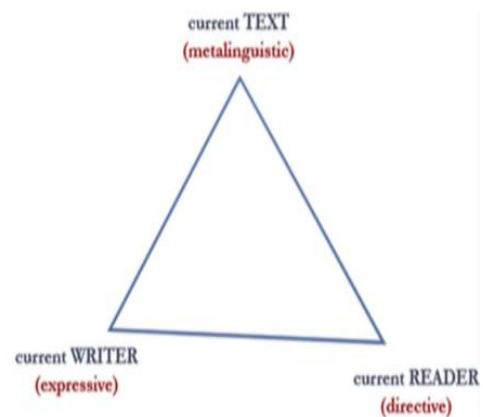 current TEXT
(metalinguistic)
current WRITER
(expressive)
current READER
(directive)